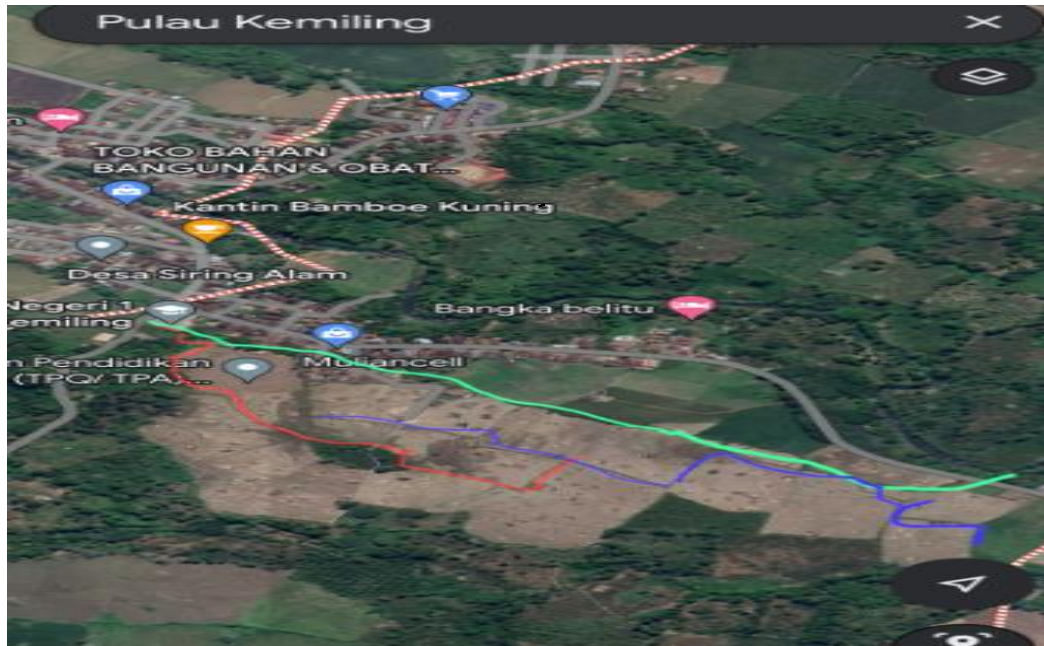 Pulau Kemiling
TOKO BAHAN
BANGUNAN & OBAT...
Kantin Bamboe Kuning
Desa Siring Alam
Negeri 1
emiling
Bangka belitu
n Pendidikan
(TPQ/ TPA)...
Muliancell